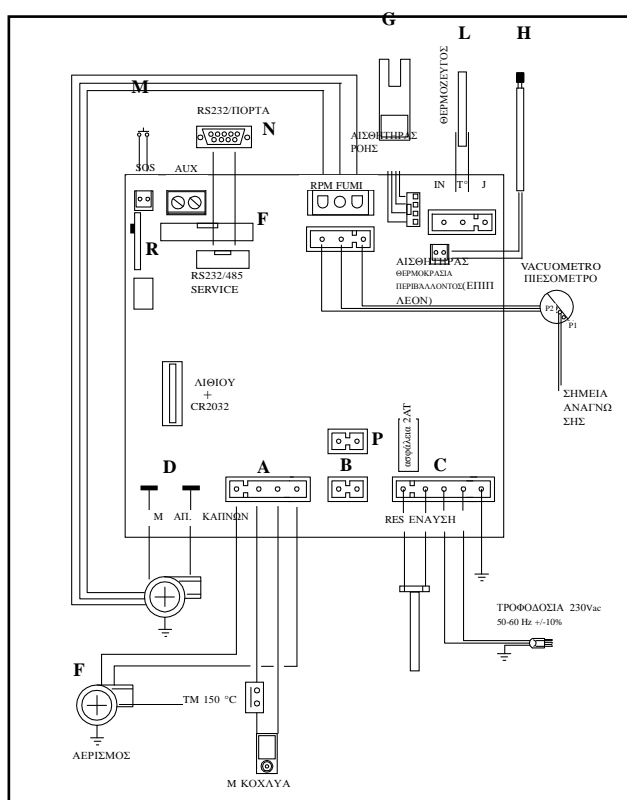 G
L
H
ΘΕΡΜΟΖΕΥΓΟΣ
M
RS232/ΠΟΡΤΑ
N
ΑΙΣΘΗΤΗΡΑΣ
ΡΟΗΣ
SOS
AUX
RPM FUMI
IN T° J
F
R
RS232/485
SERVICE
ΑΙΣΘΗΤΗΡΑΣ
ΘΕΡΜΟΚΡΑΣΙΑ
ΠΕΡΙΒΑΛΛΟΝΤΟΣ(ΕΠΙΠ
ΛΕΟΝ)
VACUOMETRO
ΠΙΕΣΟΜΕΤΡΟ
P2
P1
ΣΗΜΕΙΑ
ΑΝΑΓΝΩ
ΣΗΣ
ΛΙΘΙΟΥ
+
CR2032
ασφάλεια 2AT
P
D
A
B
C
M ΑΠ. ΚΑΠΝΩΝ
RES ΕΝΑΥΣΗ
ΤΡΟΦΟΔΟΣΙΑ 230Vac
50-60 Hz +/-10%
F
TM 150 °C
ΑΕΡΙΣΜΟΣ
M ΚΟΧΛΥΑ